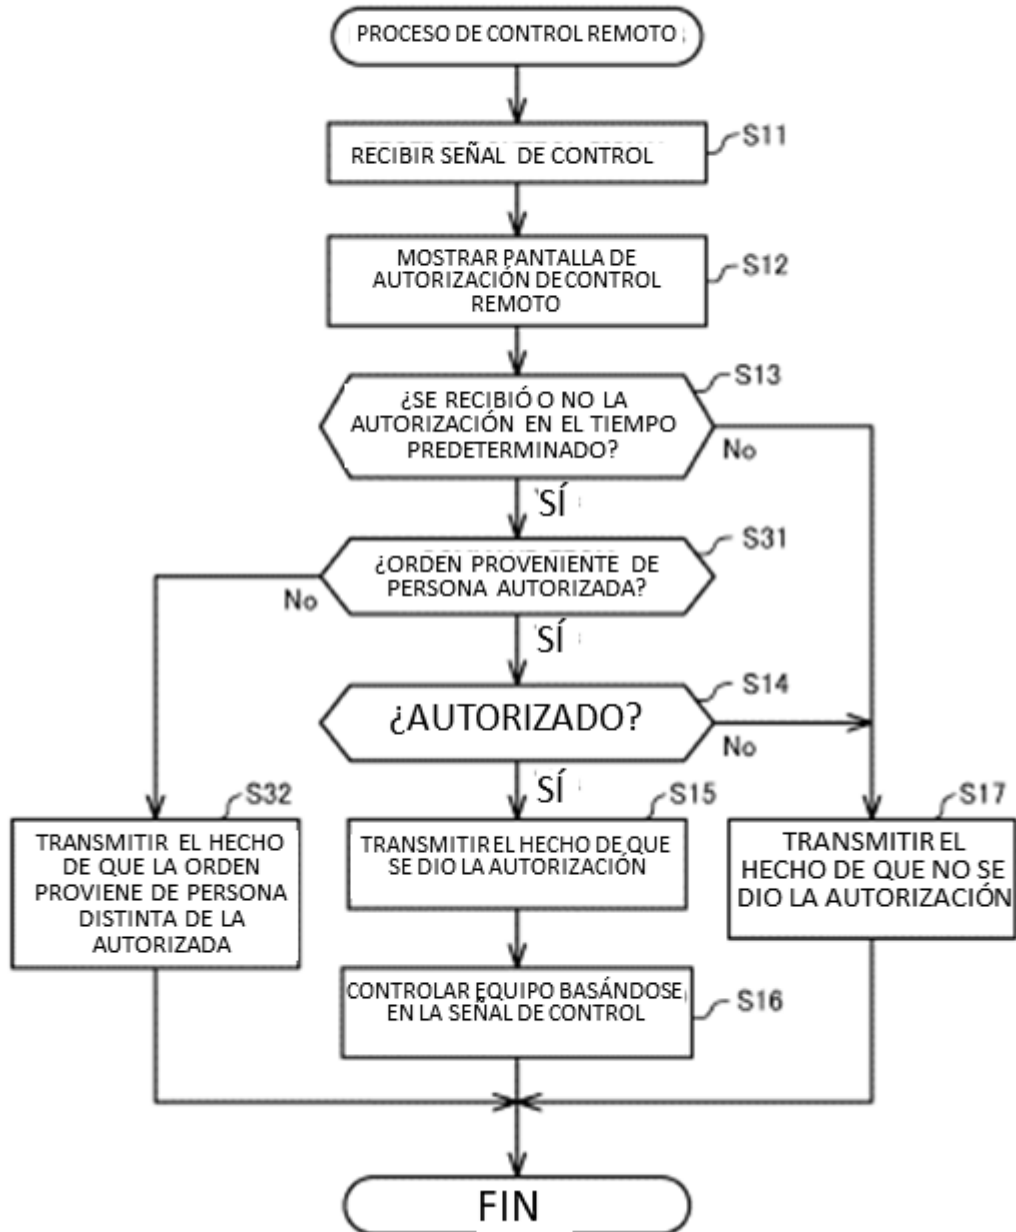 PROCESO DE CONTROL REMOTO
RECIBIR SEÑAL DE CONTROL
S11
MOSTRAR PANTALLA DE
AUTORIZACIÓN DE CONTROL
REMOTO
S12
¿SE RECIBIÓ O NO LA
AUTORIZACIÓN EN EL TIEMPO
PREDETERMINADO?
S13
No
SÍ
¿ORDEN PROVENIENTE DE
PERSONA AUTORIZADA?
S31
No
SÍ
¿AUTORIZADO?
S14
No
SÍ
S32
TRANSMITIR EL HECHO
DE QUE LA ORDEN
PROVIENE DE PERSONA
DISTINTA DE LA
AUTORIZADA
S15
TRANSMITIR EL HECHO DE QUE
SE DIO LA AUTORIZACIÓN
S17
TRANSMITIR EL
HECHO DE QUE NO SE
DIO LA AUTORIZACIÓN
CONTROLAR EQUIPO BASÁNDOSE
EN LA SEÑAL DE CONTROL
S16
FIN